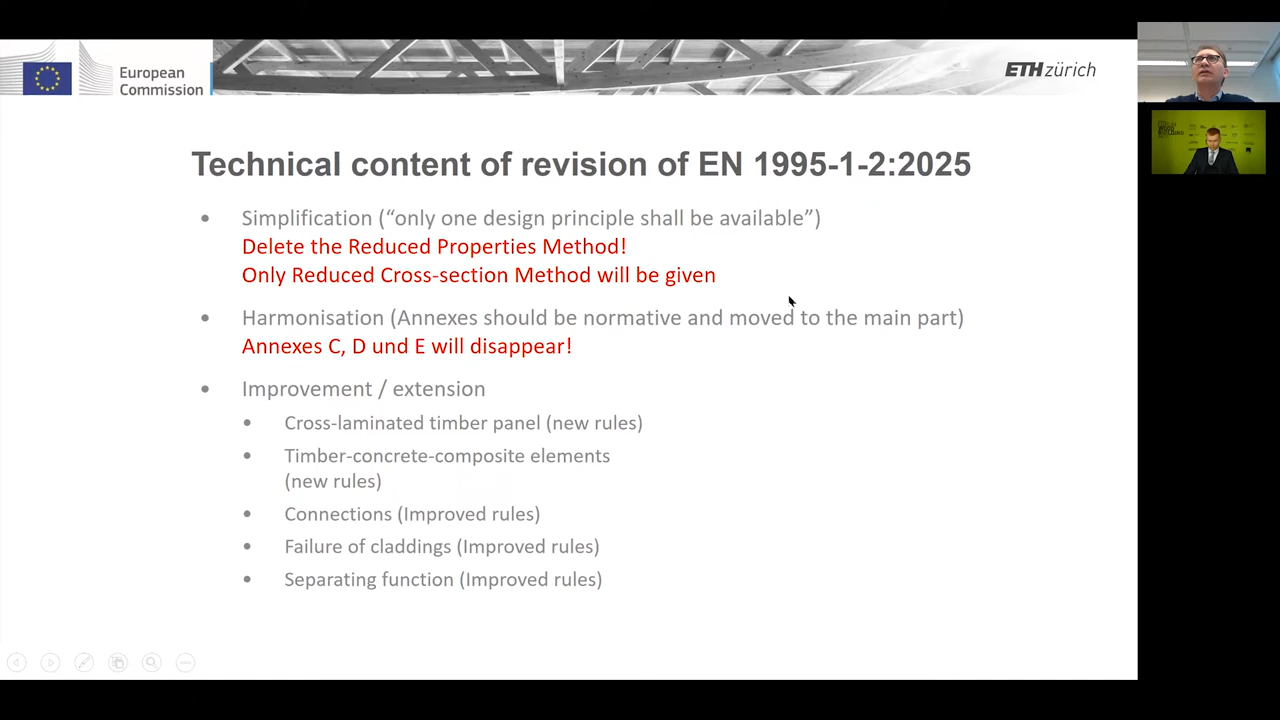 European
Commission
ETH zürich
Technical content of revision of EN 1995-1-2:2025
• Simplification (“only one design principle shall be available”)
Delete the Reduced Properties Method!
Only Reduced Cross-section Method will be given
• Harmonisation (Annexes should be normative and moved to the main part)
Annexes C, D und E will disappear!
• Improvement / extension
• Cross-laminated timber panel (new rules)
• Timber-concrete-composite elements
(new rules)
• Connections (Improved rules)
• Failure of claddings (Improved rules)
• Separating function (Improved rules)